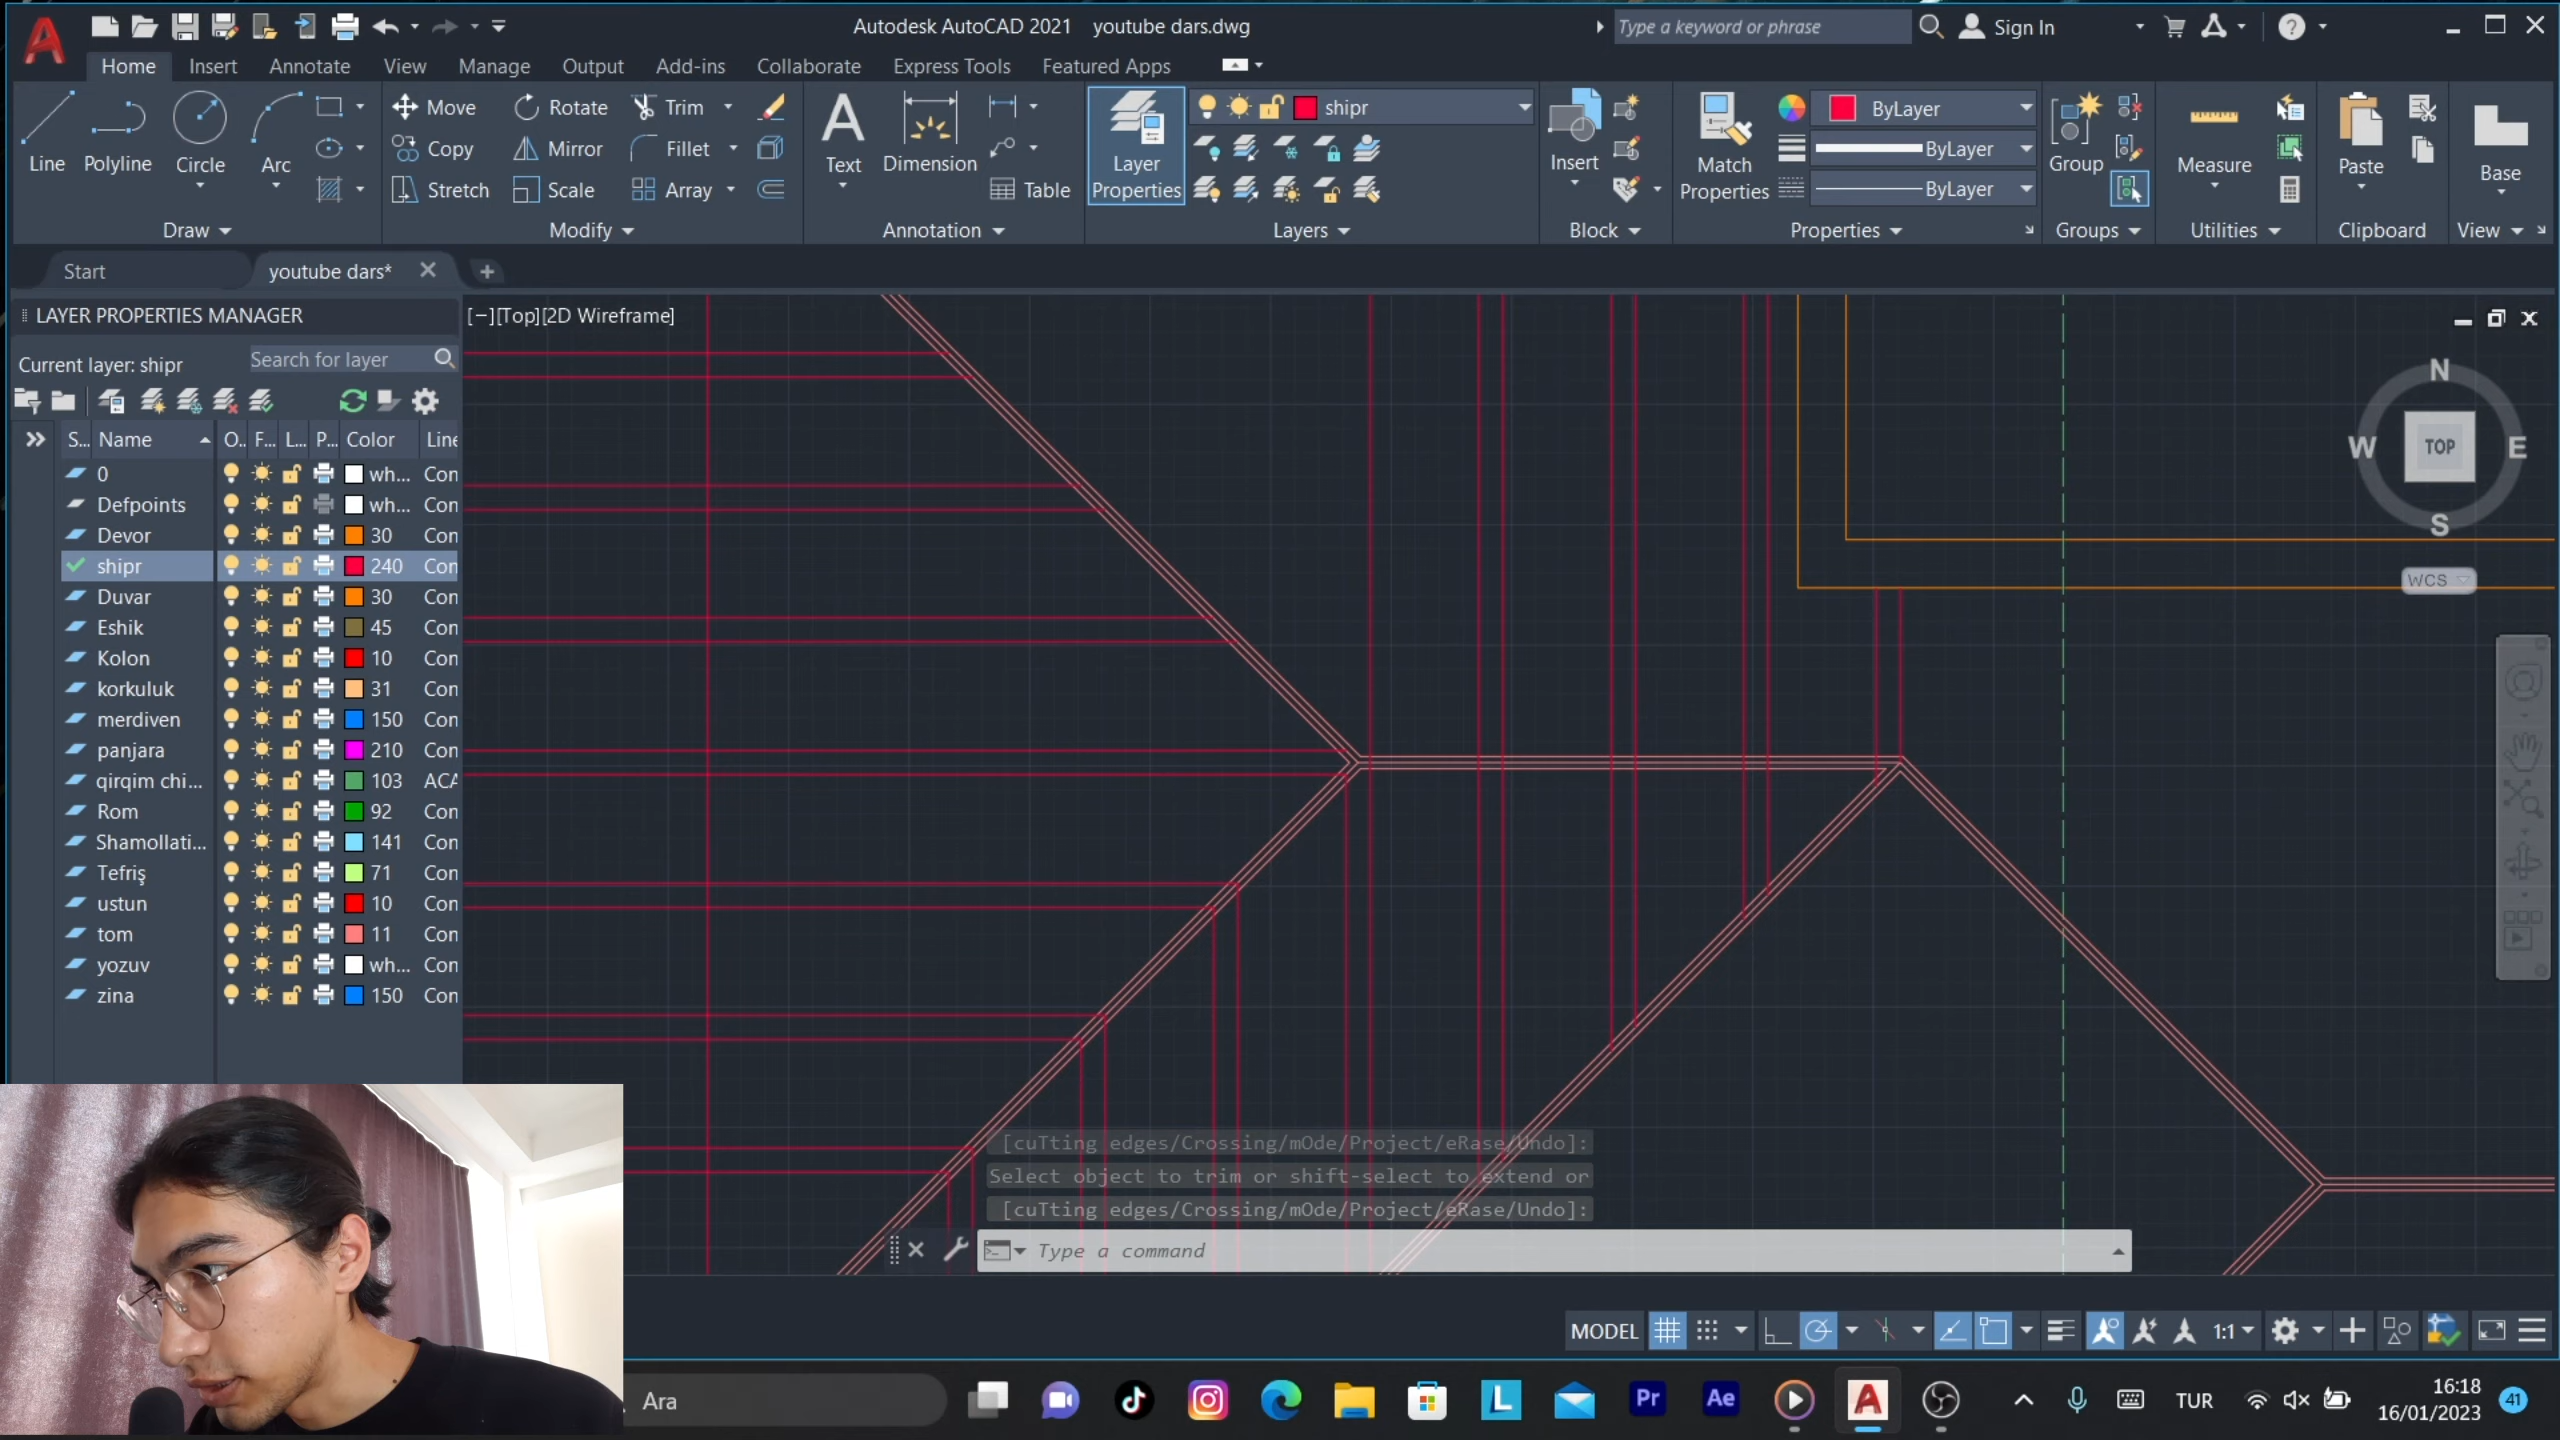 Autodesk AutoCAD 2021 youtube dars.dwg
Type a keyword or phrase
Sign In
Home Insert Annotate View Manage Output Add-ins Collaborate Express Tools Featured Apps
Line
Polyline
Circle
Arc
Draw
Move
Rotate
Trim
Copy
Mirror
Fillet
Stretch
Scale
Array
Modify
Text
Dimension
Table
Annotation
Layer
Properties
shipr
Layers
Insert
Block
Match
Properties
ByLayer
ByLayer
ByLayer
Properties
Group
Groups
Measure
Utilities
Paste
Clipboard
Base
View
Start
youtube dars*
LAYER PROPERTIES MANAGER
Current layer: shipr
Search for layer
S... Name O.. F... L... P... Color Line
0 wh... Con
Defpoints wh... Con
Devor 30 Con
shipr 240 Con
Duvar 30 Con
Eshik 45 Con
Kolon 10 Con
korkuluk 31 Con
merdiven 150 Con
panjara 210 Con
qirqim chi... 103 ACA
Rom 92 Con
Shamollati... 141 Con
Tefriş 71 Con
ustun 10 Con
tom 11 Con
yozuv wh... Con
zina 150 Con
[−][Top][2D Wireframe]
N
W TOP E
S
WCS
[cuTting edges/Crossing/mOde/Project/eRase/Undo]:
Select object to trim or shift-select to extend or
[cuTting edges/Crossing/mOde/Project/eRase/Undo]:
Type a command
MODEL
1:1
Ara
L
Pr
Ae
A
TUR
16:18
16/01/2023
41